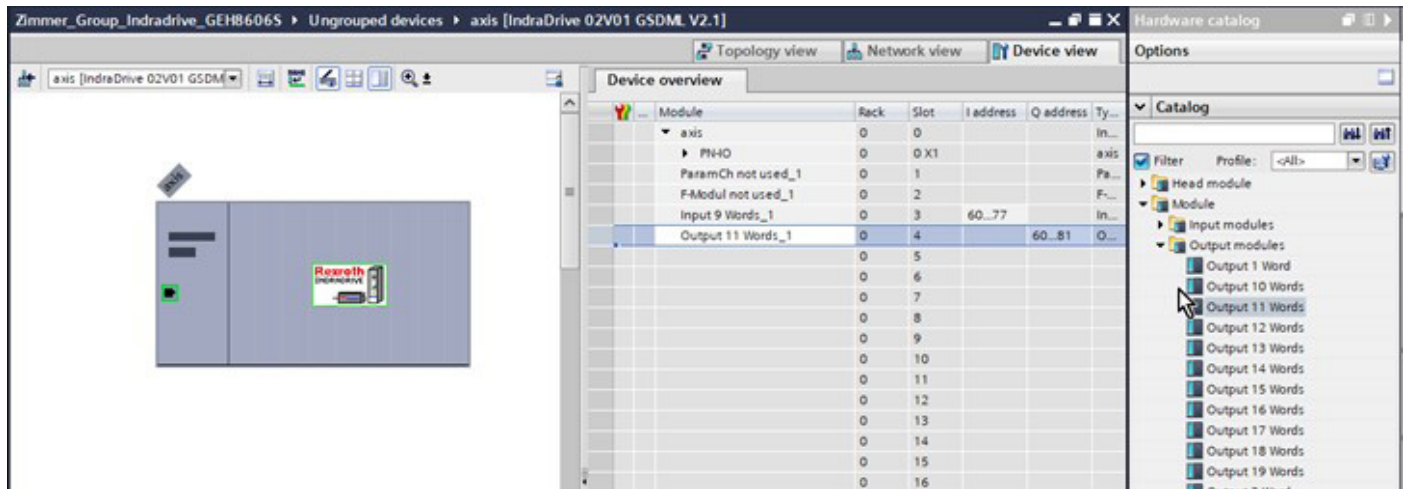 Zimmer_Group_Indradrive_GEH8606S ▸ Ungrouped devices ▸ axis [IndraDrive 02V01 GSDML V2.1]
Topology view Network view Device view
axis [IndraDrive 02V01 GSDM
axis
Rexroth
INDRADRIVE
Device overview
... Module Rack Slot I address Q address Ty...
axis 0 0 In...
PN-IO 0 0 X1 axis
ParamCh not used_1 0 1 Pa...
F-Modul not used_1 0 2 F-...
Input 9 Words_1 0 3 60...77 In...
Output 11 Words_1 0 4 60...81 O...
0 5
0 6
0 7
0 8
0 9
0 10
0 11
0 12
0 13
0 14
0 15
0 16
Hardware catalog
Options
Catalog
Filter Profile: <All>
Head module
Module
Input modules
Output modules
Output 1 Word
Output 10 Words
Output 11 Words
Output 12 Words
Output 13 Words
Output 14 Words
Output 15 Words
Output 16 Words
Output 17 Words
Output 18 Words
Output 19 Words